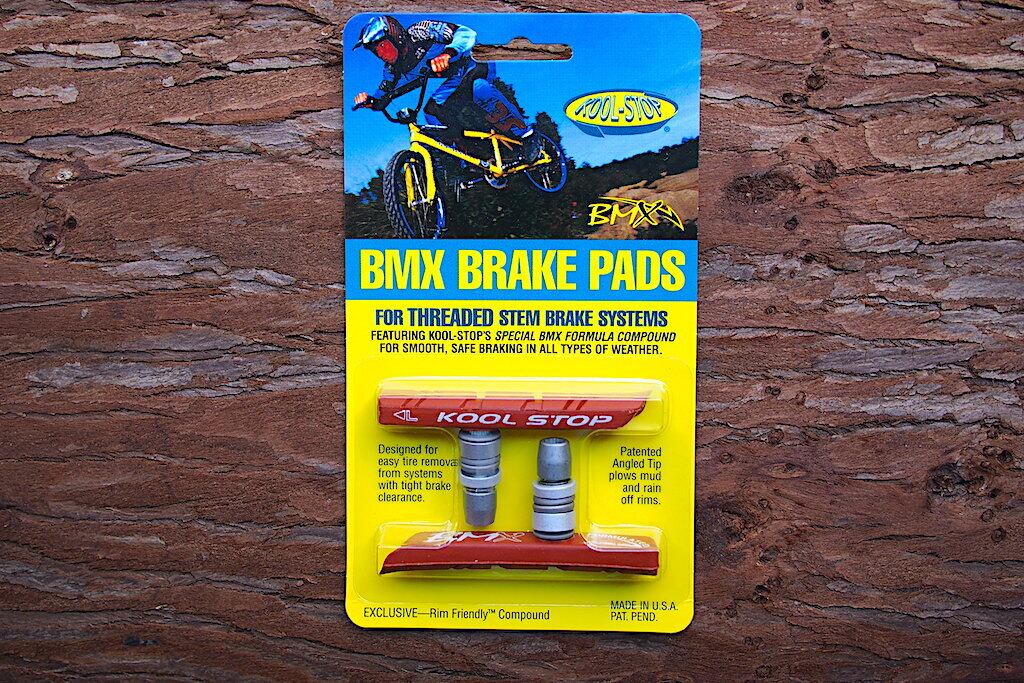 KOOL-STOP
®
BMX
BMX BRAKE PADS
FOR THREADED STEM BRAKE SYSTEMS
FEATURING KOOL-STOP'S SPECIAL BMX FORMULA COMPOUND
FOR SMOOTH, SAFE BRAKING IN ALL TYPES OF WEATHER.
L KOOL STOP
Designed for
easy tire remova
from systems
with tight brake
clearance.
Patented
Angled Tip
plows mud
and rain
off rims.
BMX
EXCLUSIVE—Rim Friendly™ Compound
MADE IN U.S.A.
PAT. PEND.